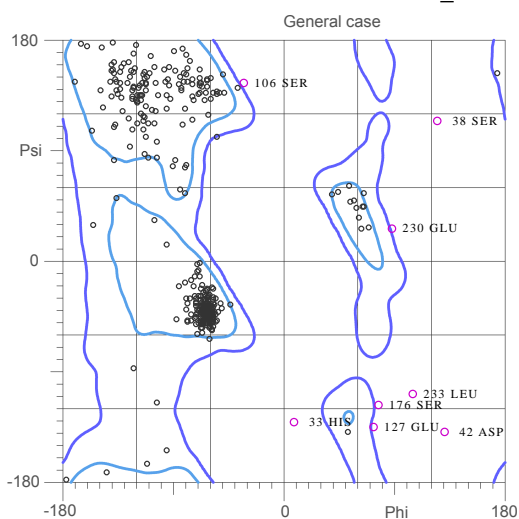 General case
180
106 SER
38 SER
Psi
230 GLU
0
233 LEU
176 SER
33 HIS
127 GLU
42 ASP
-180
-180
0
Phi
180